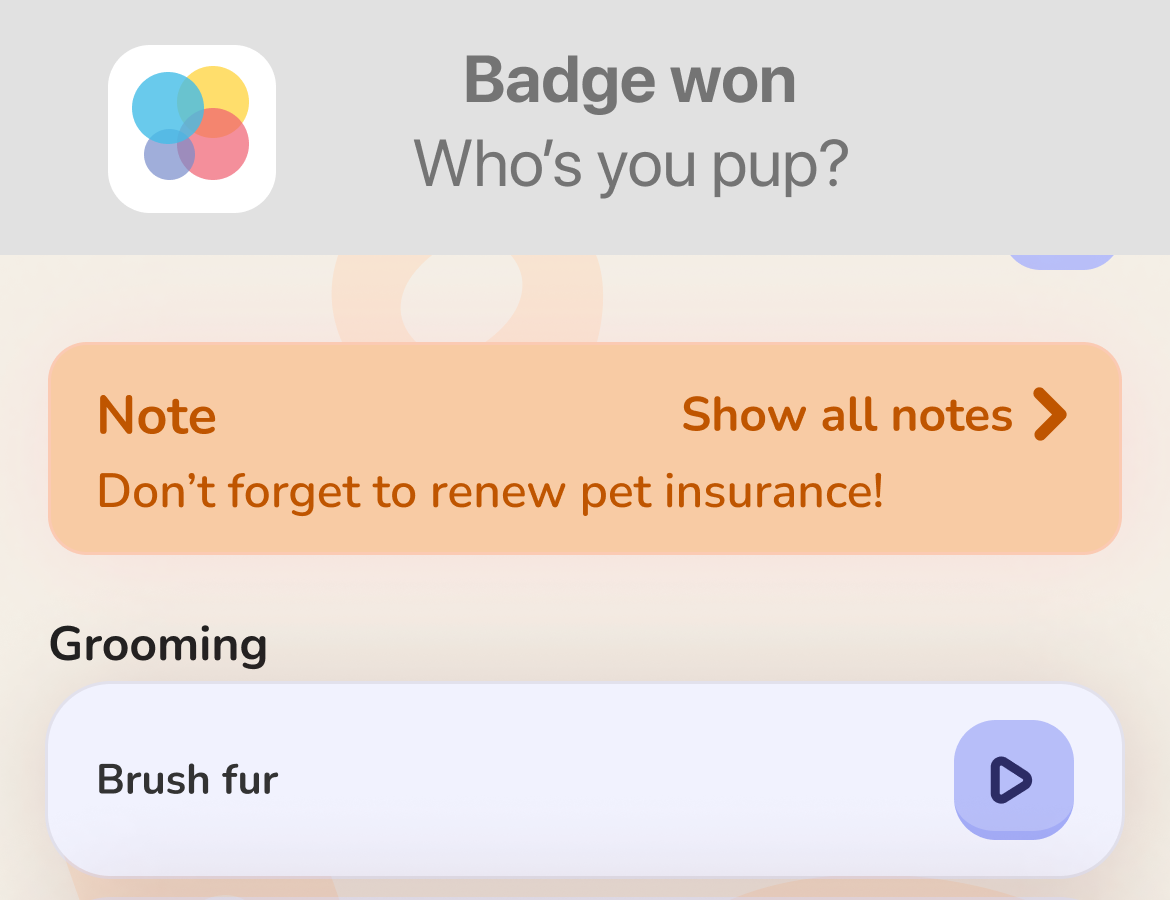 Badge won
Who’s you pup?
Note
Show all notes
Don’t forget to renew pet insurance!
Grooming
Brush fur